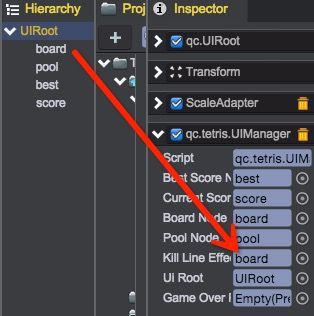 Hierarchy
UIRoot
board
pool
best
score
Proj
Inspector
qc.UIRoot
Transform
ScaleAdapter
qc.tetris.UIManager
Script qc.tetris.UIM
Best Score N best
Current Scor score
Board Node board
Pool Node pool
Kill Line Effe board
Ui Root UIRoot
Game Over Empty(Pre